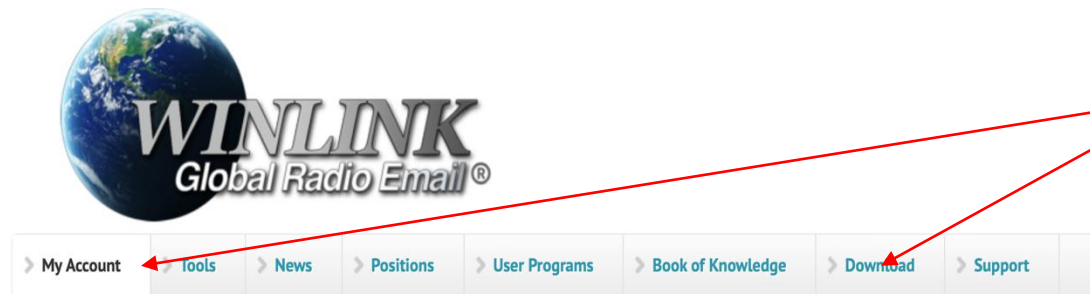 WINLINK
Global Radio Email ®
My Account Tools News Positions User Programs Book of Knowledge Download Support